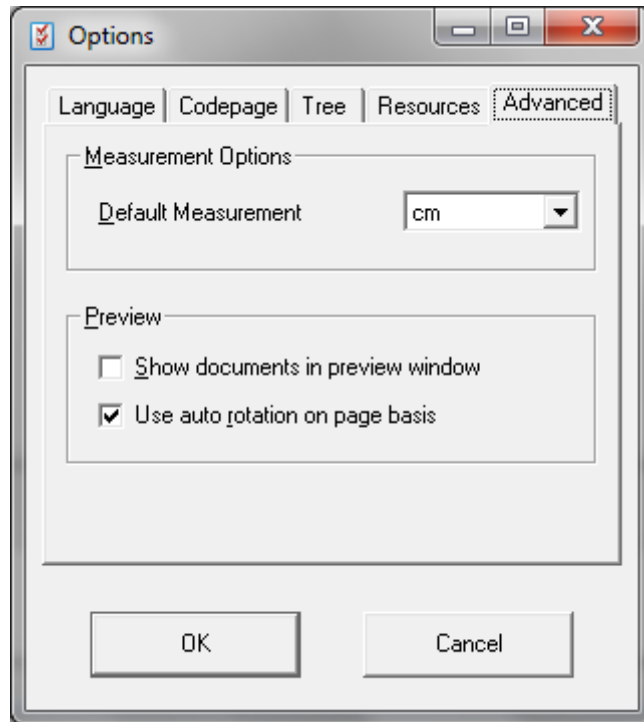 Options
Language Codepage Tree Resources Advanced
Measurement Options
Default Measurement cm
Preview
Show documents in preview window
Use auto rotation on page basis
OK Cancel